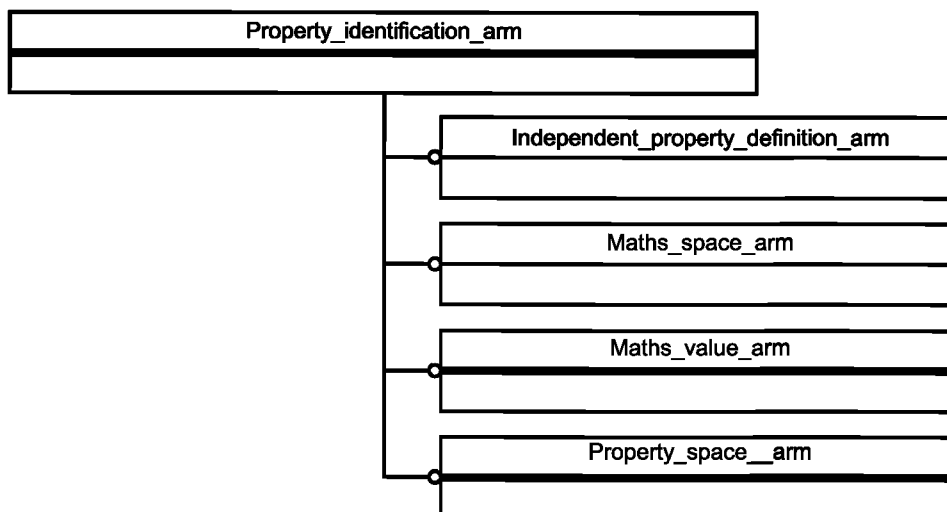 Property_identification_arm
Independent_property_definition_arm
Maths_space_arm
Maths_value_arm
Property_space__arm